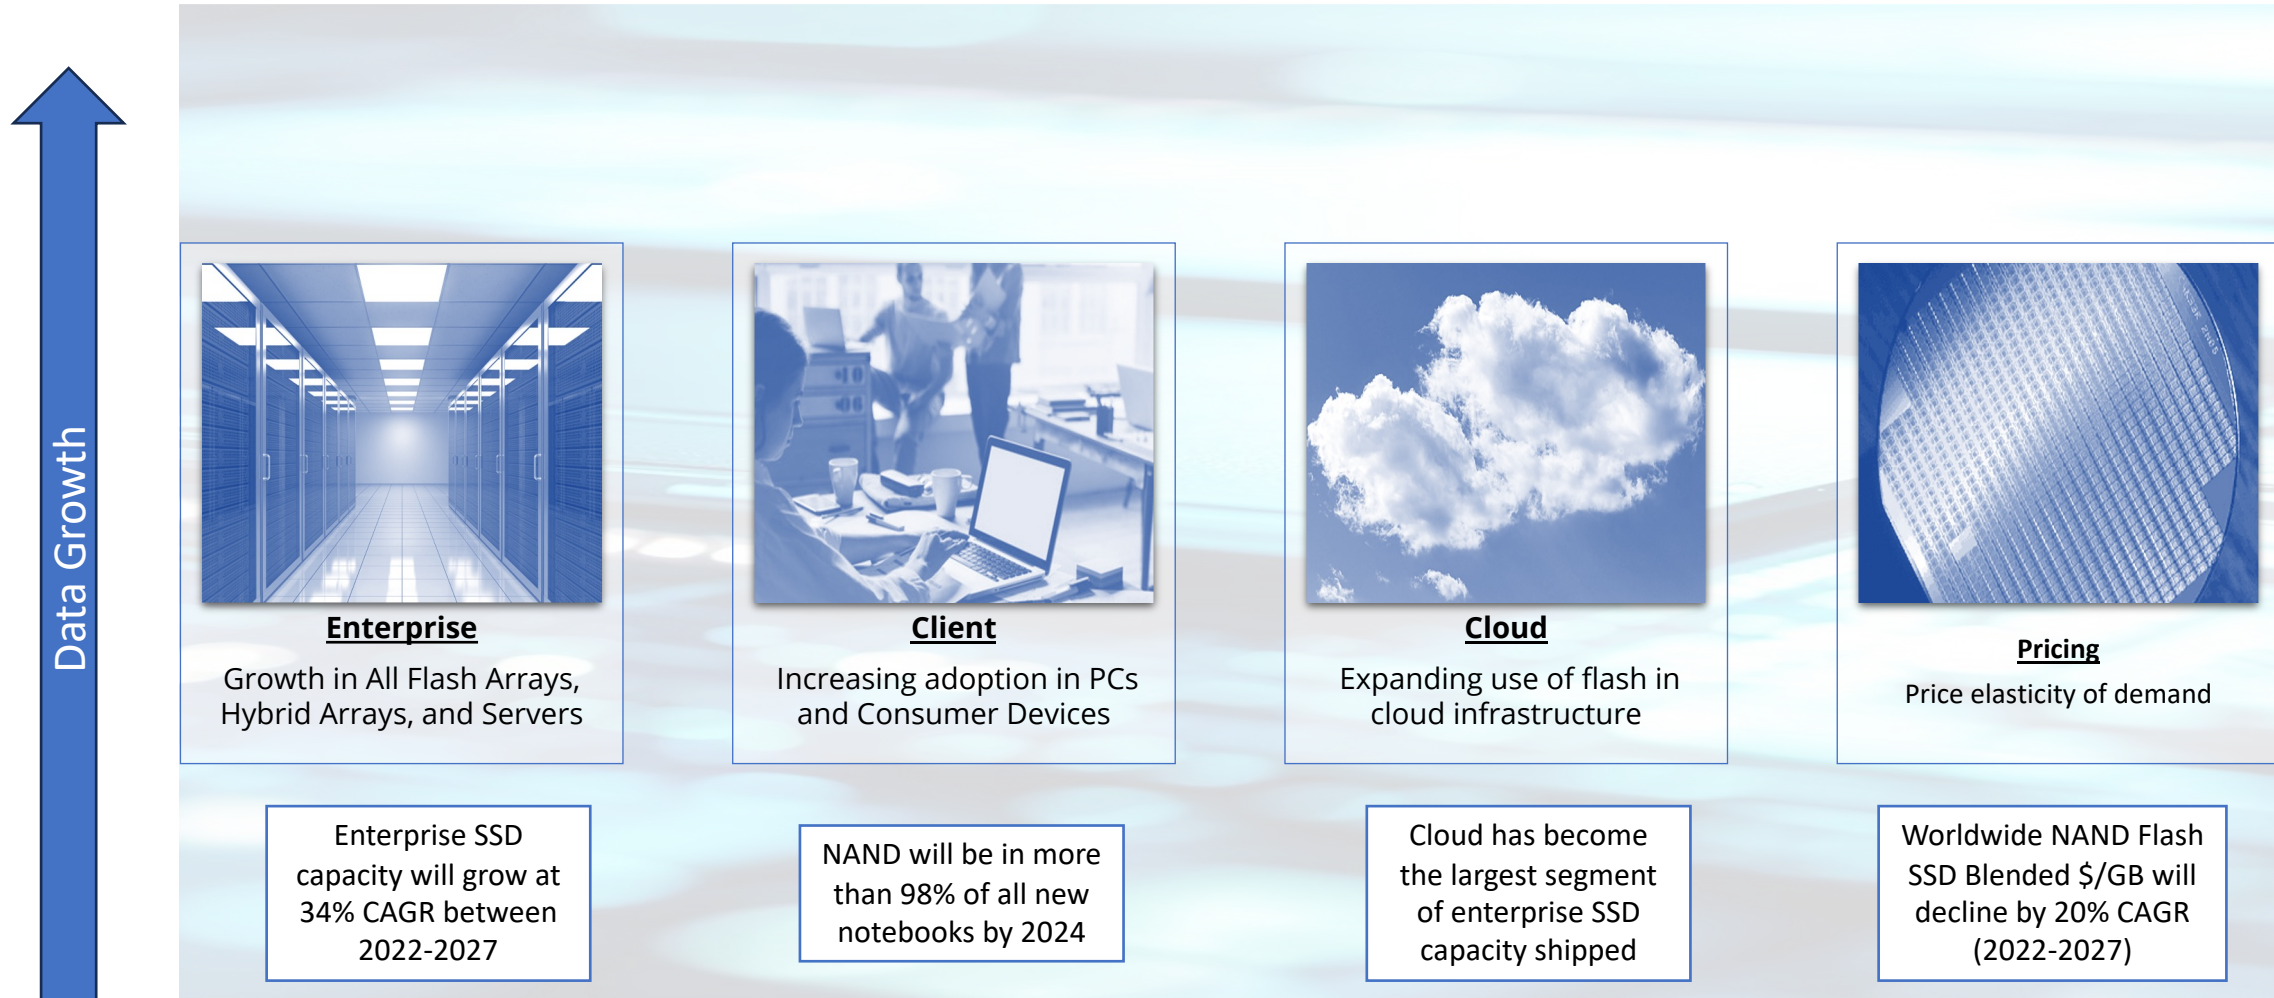 Data Growth
Enterprise
Growth in All Flash Arrays,
Hybrid Arrays, and Servers
Client
Increasing adoption in PCs
and Consumer Devices
Cloud
Expanding use of flash in
cloud infrastructure
Pricing
Price elasticity of demand
Enterprise SSD
capacity will grow at
34% CAGR between
2022-2027
NAND will be in more
than 98% of all new
notebooks by 2024
Cloud has become
the largest segment
of enterprise SSD
capacity shipped
Worldwide NAND Flash
SSD Blended $/GB will
decline by 20% CAGR
(2022-2027)